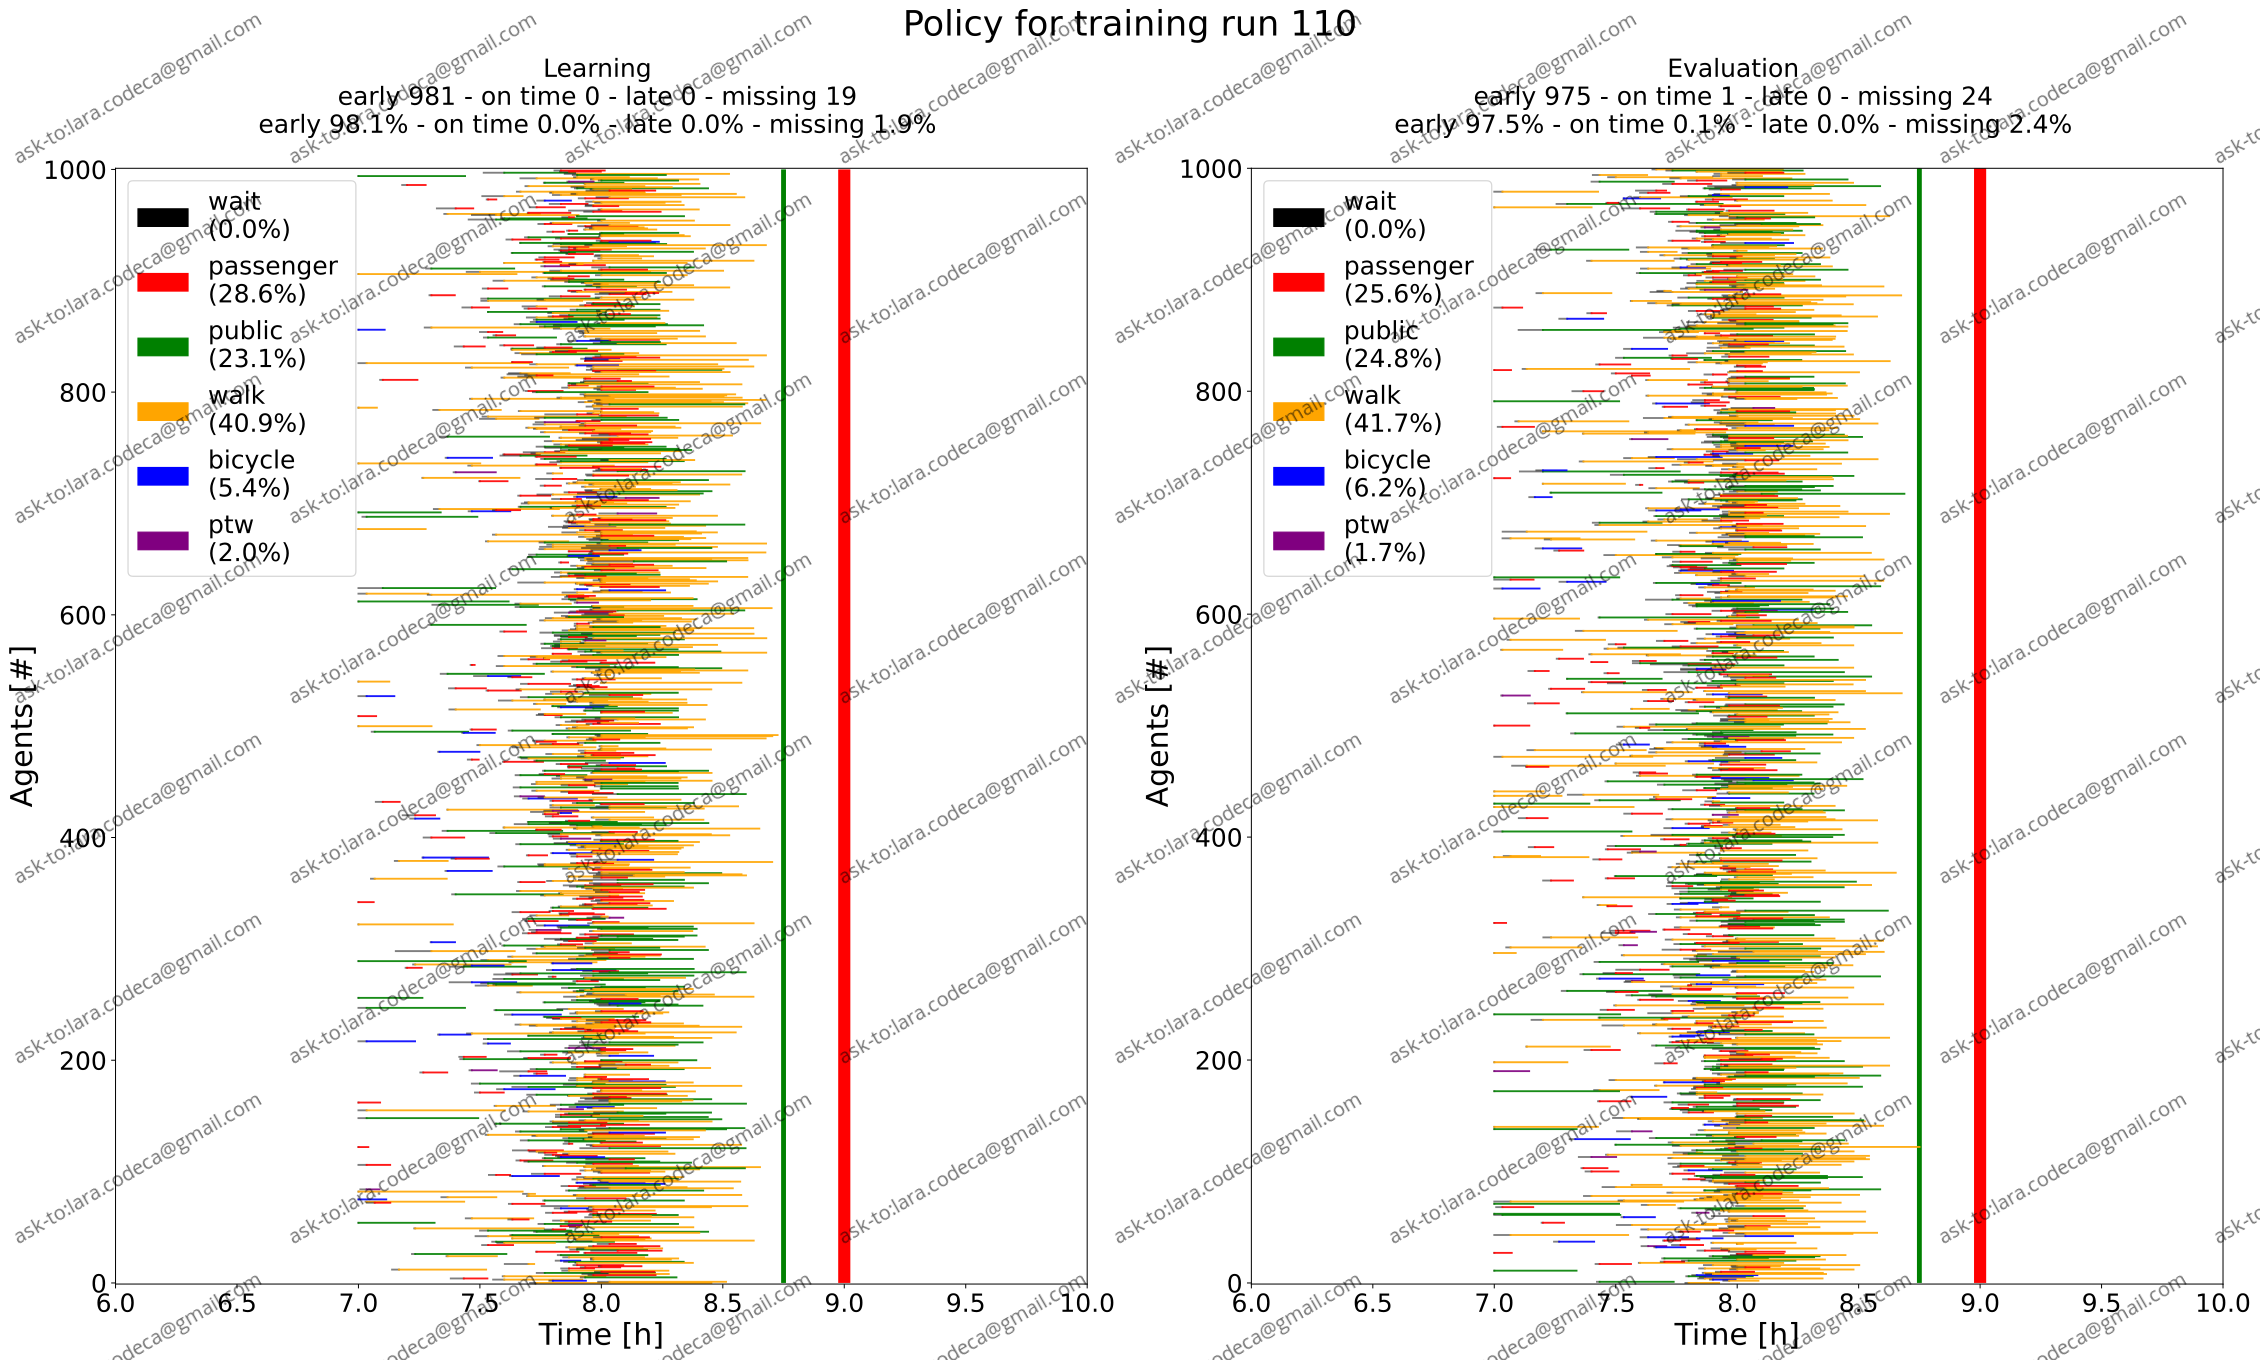 Policy for training run 110
Learning
early 981 - on time 0 - late 0 - missing 19
early 98.1% - on time 0.0% - late 0.0% - missing 1.9%
1000
800
600
400
200
0
Agents [#]
wait
(0.0%)
passenger
(28.6%)
public
(23.1%)
walk
(40.9%)
bicycle
(5.4%)
ptw
(2.0%)
6.0 6.5 7.0 7.5 8.0 8.5 9.0 9.5 10.0
Time [h]
Evaluation
early 975 - on time 1 - late 0 - missing 24
early 97.5% - on time 0.1% - late 0.0% - missing 2.4%
1000
800
600
400
200
0
Agents [#]
wait
(0.0%)
passenger
(25.6%)
public
(24.8%)
walk
(41.7%)
bicycle
(6.2%)
ptw
(1.7%)
6.0 6.5 7.0 7.5 8.0 8.5 9.0 9.5 10.0
Time [h]
ask-to:lara.codeca@gmail.com